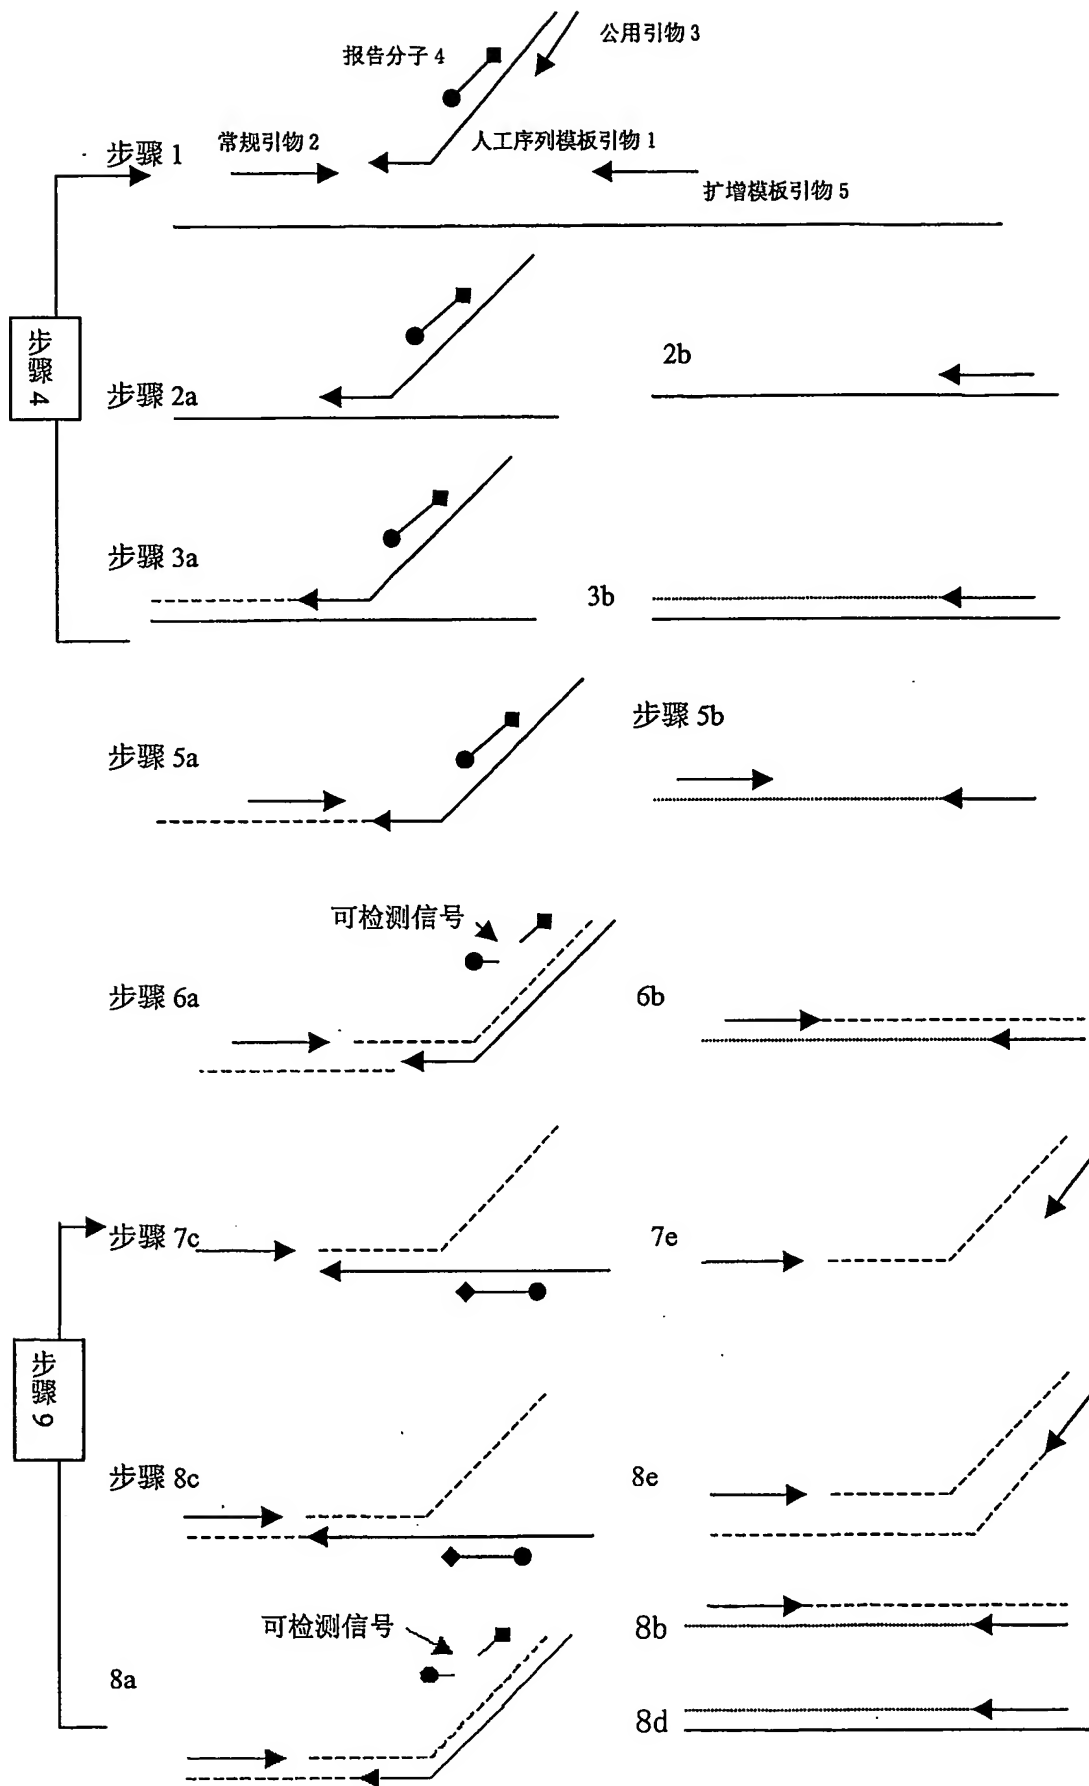 公用引物 3
报告分子 4
步骤 1
常规引物 2
人工序列模板引物 1
扩增模板引物 5
步骤 4
步骤 2a
2b
步骤 3a
3b
步骤 5a
步骤 5b
可检测信号
步骤 6a
6b
步骤 7c
7e
步骤 9
步骤 8c
8e
可检测信号
8b
8a
8d